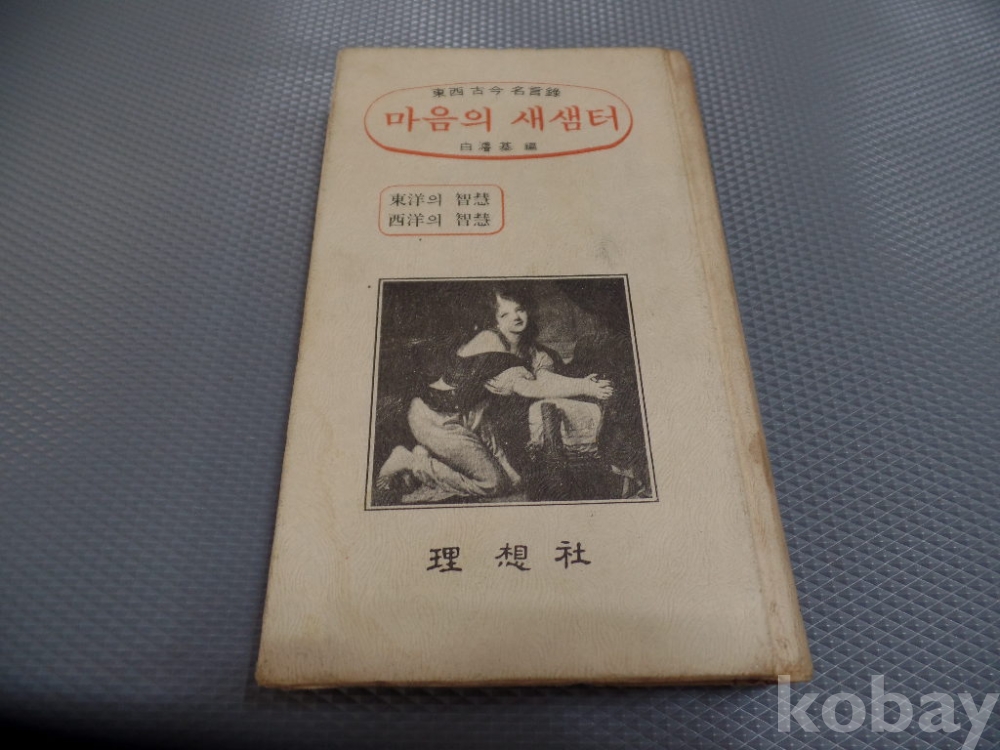 東西古今名言錄
마음의 새샘터
白濬基 編
東洋의 智慧
西洋의 智慧
理想社
kobay